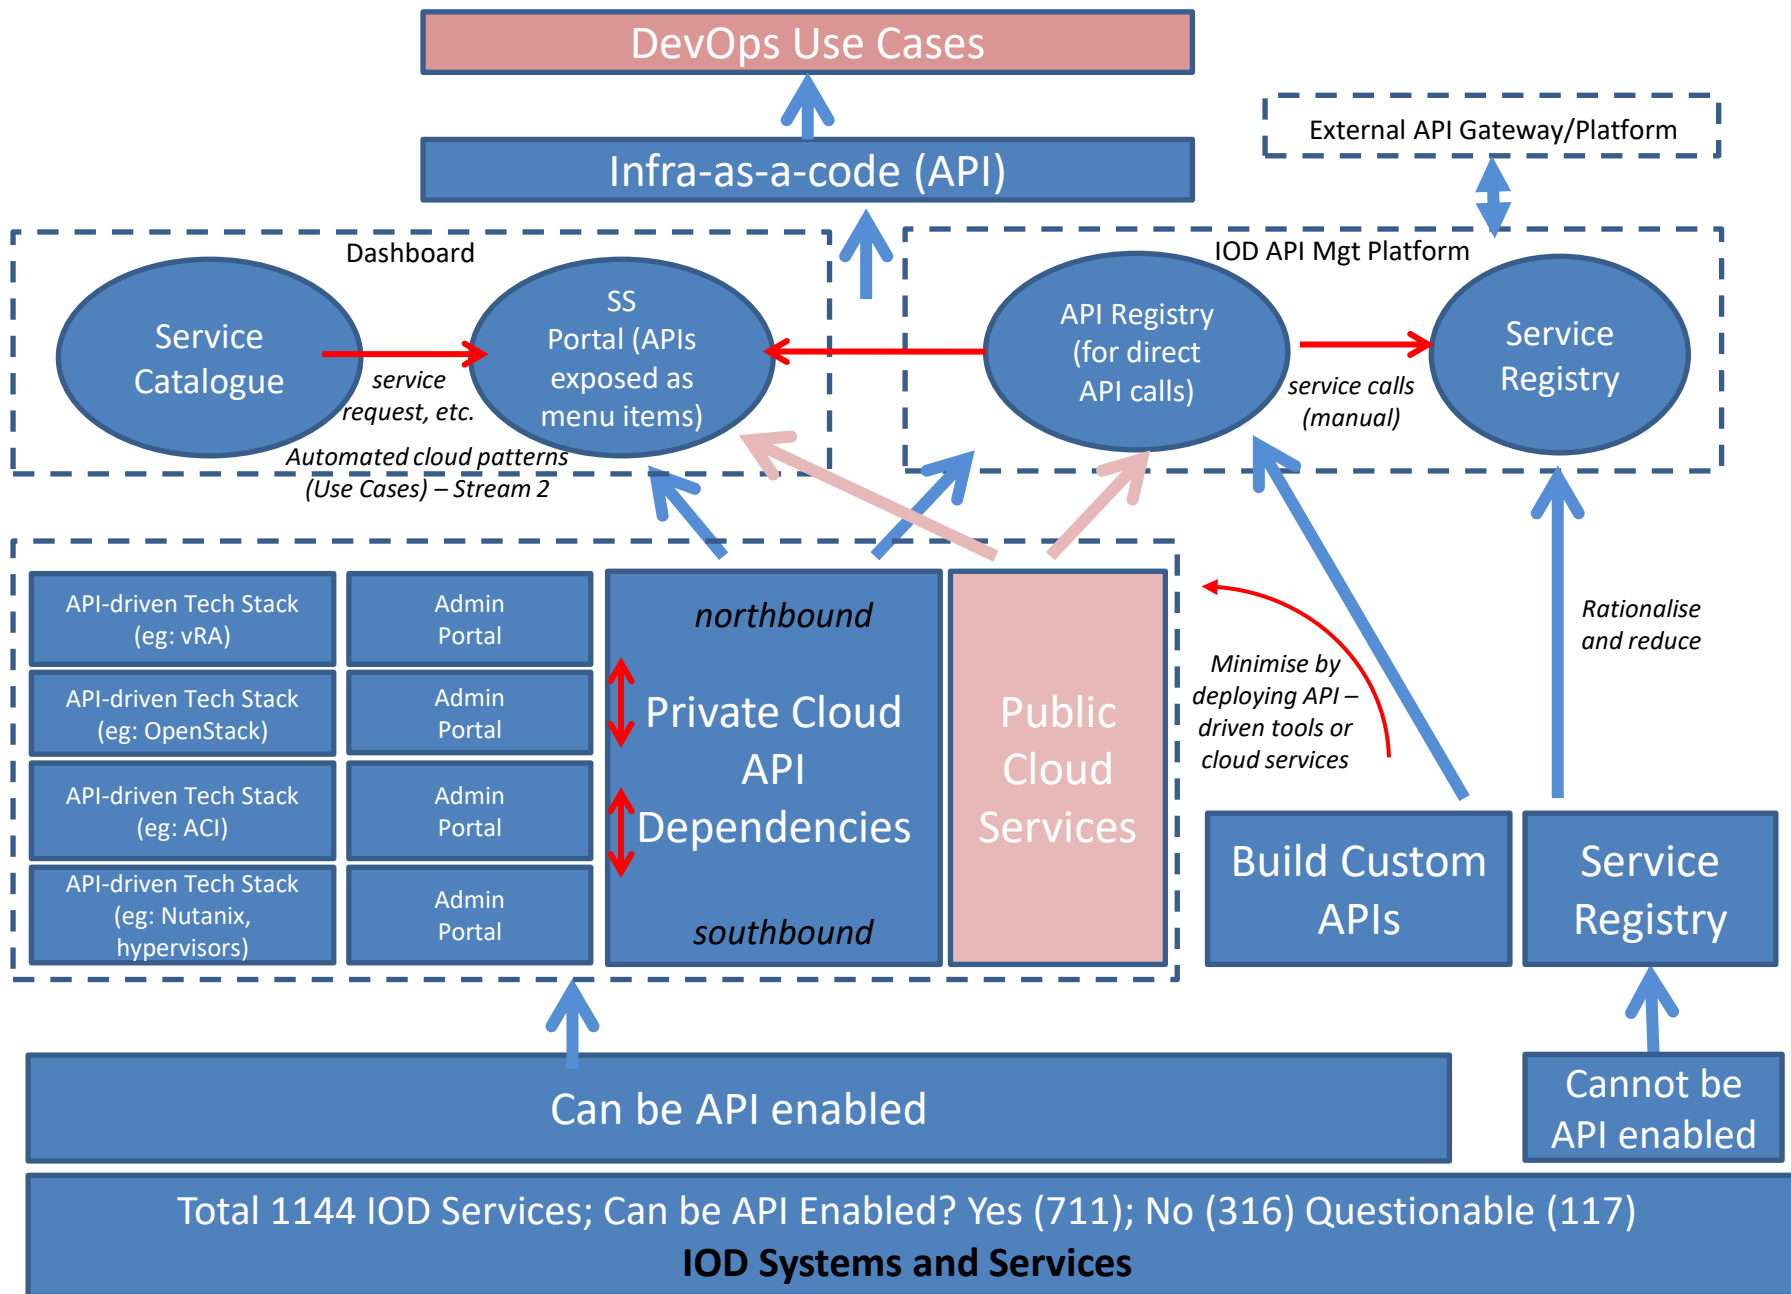 DevOps Use Cases
Infra-as-a-code (API)
External API Gateway/Platform
Dashboard
IOD API Mgt Platform
Service
Catalogue
service
request, etc.
SS
Portal (APIs
exposed as
menu items)
API Registry
(for direct
API calls)
service calls
(manual)
Service
Registry
Automated cloud patterns
(Use Cases) – Stream 2
API-driven Tech Stack
(eg: vRA)
Admin
Portal
API-driven Tech Stack
(eg: OpenStack)
Admin
Portal
API-driven Tech Stack
(eg: ACI)
Admin
Portal
API-driven Tech Stack
(eg: Nutanix,
hypervisors)
Admin
Portal
northbound
Private Cloud
API
Dependencies
southbound
Public
Cloud
Services
Minimise by
deploying API –
driven tools or
cloud services
Rationalise
and reduce
Build Custom
APIs
Service
Registry
Can be API enabled
Cannot be
API enabled
Total 1144 IOD Services; Can be API Enabled? Yes (711); No (316) Questionable (117)
IOD Systems and Services